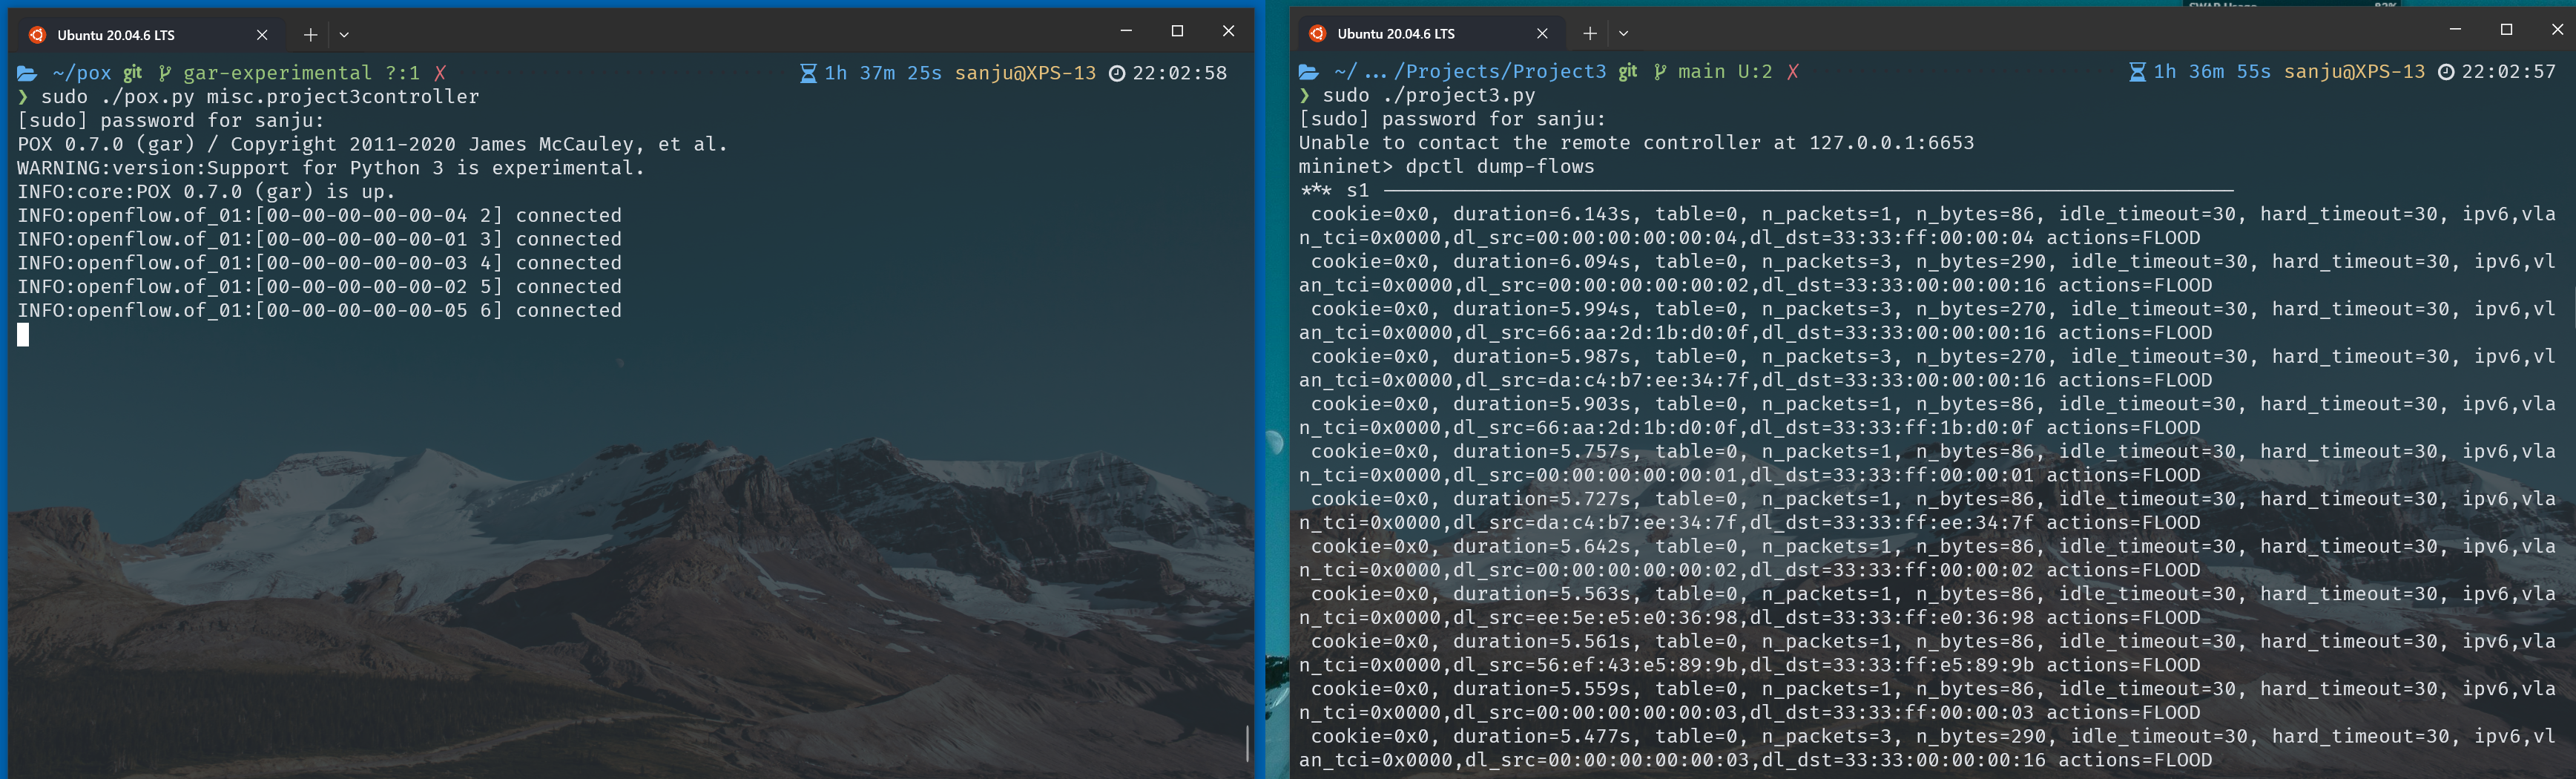 Ubuntu 20.04.6 LTS
~/pox git gar-experimental ?:1 ✗ 1h 37m 25s sanju@XPS-13 22:02:58
❯ sudo ./pox.py misc.project3controller
[sudo] password for sanju:
POX 0.7.0 (gar) / Copyright 2011-2020 James McCauley, et al.
WARNING:version:Support for Python 3 is experimental.
INFO:core:POX 0.7.0 (gar) is up.
INFO:openflow.of_01:[00-00-00-00-00-04 2] connected
INFO:openflow.of_01:[00-00-00-00-00-01 3] connected
INFO:openflow.of_01:[00-00-00-00-00-03 4] connected
INFO:openflow.of_01:[00-00-00-00-00-02 5] connected
INFO:openflow.of_01:[00-00-00-00-00-05 6] connected
SWAP Usage 82%
Ubuntu 20.04.6 LTS
~/.../Projects/Project3 git main U:2 ✗ 1h 36m 55s sanju@XPS-13 22:02:57
❯ sudo ./project3.py
[sudo] password for sanju:
Unable to contact the remote controller at 127.0.0.1:6653
mininet> dpctl dump-flows
*** s1 ------------------------------------------------------------------------
 cookie=0x0, duration=6.143s, table=0, n_packets=1, n_bytes=86, idle_timeout=30, hard_timeout=30, ipv6,vla
n_tci=0x0000,dl_src=00:00:00:00:00:04,dl_dst=33:33:ff:00:00:04 actions=FLOOD
 cookie=0x0, duration=6.094s, table=0, n_packets=3, n_bytes=290, idle_timeout=30, hard_timeout=30, ipv6,vl
an_tci=0x0000,dl_src=00:00:00:00:00:02,dl_dst=33:33:00:00:00:16 actions=FLOOD
 cookie=0x0, duration=5.994s, table=0, n_packets=3, n_bytes=270, idle_timeout=30, hard_timeout=30, ipv6,vl
an_tci=0x0000,dl_src=66:aa:2d:1b:d0:0f,dl_dst=33:33:00:00:00:16 actions=FLOOD
 cookie=0x0, duration=5.987s, table=0, n_packets=3, n_bytes=270, idle_timeout=30, hard_timeout=30, ipv6,vl
an_tci=0x0000,dl_src=da:c4:b7:ee:34:7f,dl_dst=33:33:00:00:00:16 actions=FLOOD
 cookie=0x0, duration=5.903s, table=0, n_packets=1, n_bytes=86, idle_timeout=30, hard_timeout=30, ipv6,vla
n_tci=0x0000,dl_src=66:aa:2d:1b:d0:0f,dl_dst=33:33:ff:1b:d0:0f actions=FLOOD
 cookie=0x0, duration=5.757s, table=0, n_packets=1, n_bytes=86, idle_timeout=30, hard_timeout=30, ipv6,vla
n_tci=0x0000,dl_src=00:00:00:00:00:01,dl_dst=33:33:ff:00:00:01 actions=FLOOD
 cookie=0x0, duration=5.727s, table=0, n_packets=1, n_bytes=86, idle_timeout=30, hard_timeout=30, ipv6,vla
n_tci=0x0000,dl_src=da:c4:b7:ee:34:7f,dl_dst=33:33:ff:ee:34:7f actions=FLOOD
 cookie=0x0, duration=5.642s, table=0, n_packets=1, n_bytes=86, idle_timeout=30, hard_timeout=30, ipv6,vla
n_tci=0x0000,dl_src=00:00:00:00:00:02,dl_dst=33:33:ff:00:00:02 actions=FLOOD
 cookie=0x0, duration=5.563s, table=0, n_packets=1, n_bytes=86, idle_timeout=30, hard_timeout=30, ipv6,vla
n_tci=0x0000,dl_src=ee:5e:e5:e0:36:98,dl_dst=33:33:ff:e0:36:98 actions=FLOOD
 cookie=0x0, duration=5.561s, table=0, n_packets=1, n_bytes=86, idle_timeout=30, hard_timeout=30, ipv6,vla
n_tci=0x0000,dl_src=56:ef:43:e5:89:9b,dl_dst=33:33:ff:e5:89:9b actions=FLOOD
 cookie=0x0, duration=5.559s, table=0, n_packets=1, n_bytes=86, idle_timeout=30, hard_timeout=30, ipv6,vla
n_tci=0x0000,dl_src=00:00:00:00:00:03,dl_dst=33:33:ff:00:00:03 actions=FLOOD
 cookie=0x0, duration=5.477s, table=0, n_packets=3, n_bytes=290, idle_timeout=30, hard_timeout=30, ipv6,vl
an_tci=0x0000,dl_src=00:00:00:00:00:03,dl_dst=33:33:00:00:00:16 actions=FLOOD